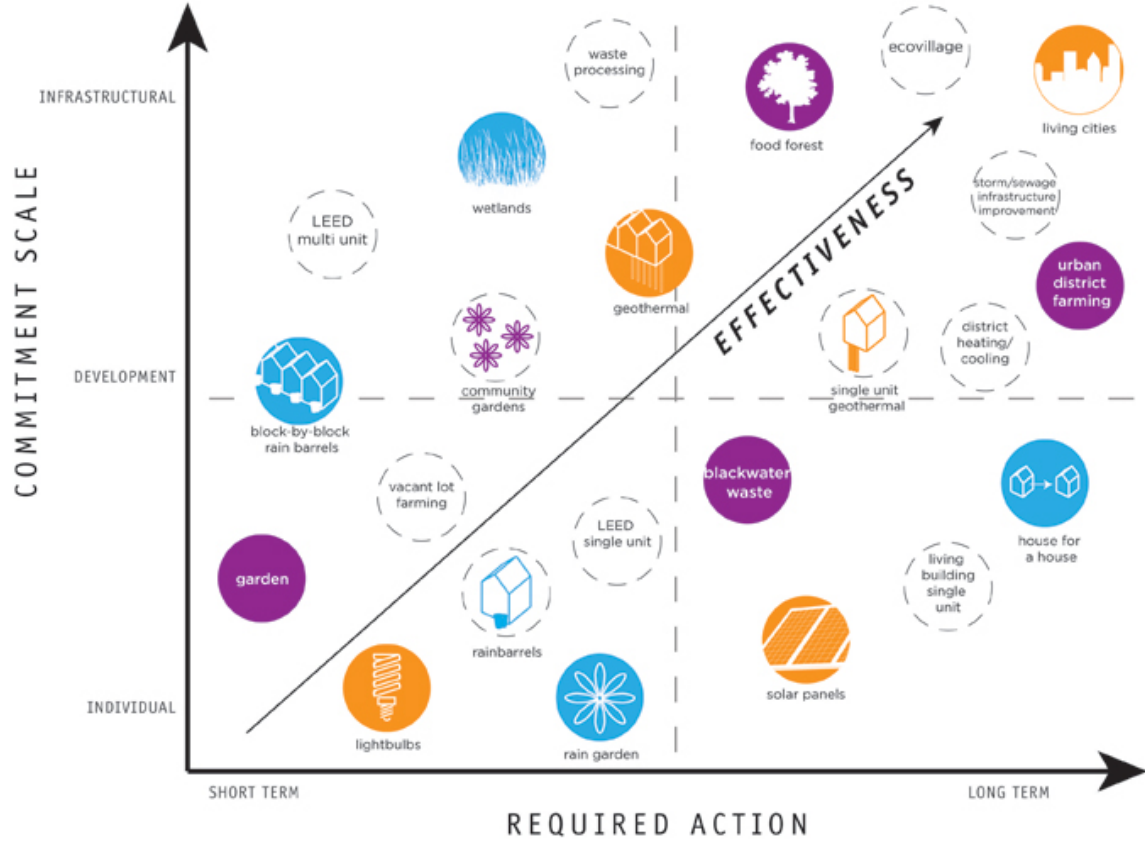 COMMITMENT SCALE
INFRASTRUCTURAL
DEVELOPMENT
INDIVIDUAL
waste
processing
ecovillage
food forest
living cities
wetlands
LEED
multi unit
storm/sewage
infrastructure
improvement
geothermal
EFFECTIVENESS
urban
district
farming
community
gardens
single unit
geothermal
district
heating/
cooling
block-by-block
rain barrels
vacant lot
farming
LEED
single unit
blackwater
waste
house for
a house
garden
rainbarrels
living
building
single
unit
lightbulbs
rain garden
solar panels
SHORT TERM
LONG TERM
REQUIRED ACTION